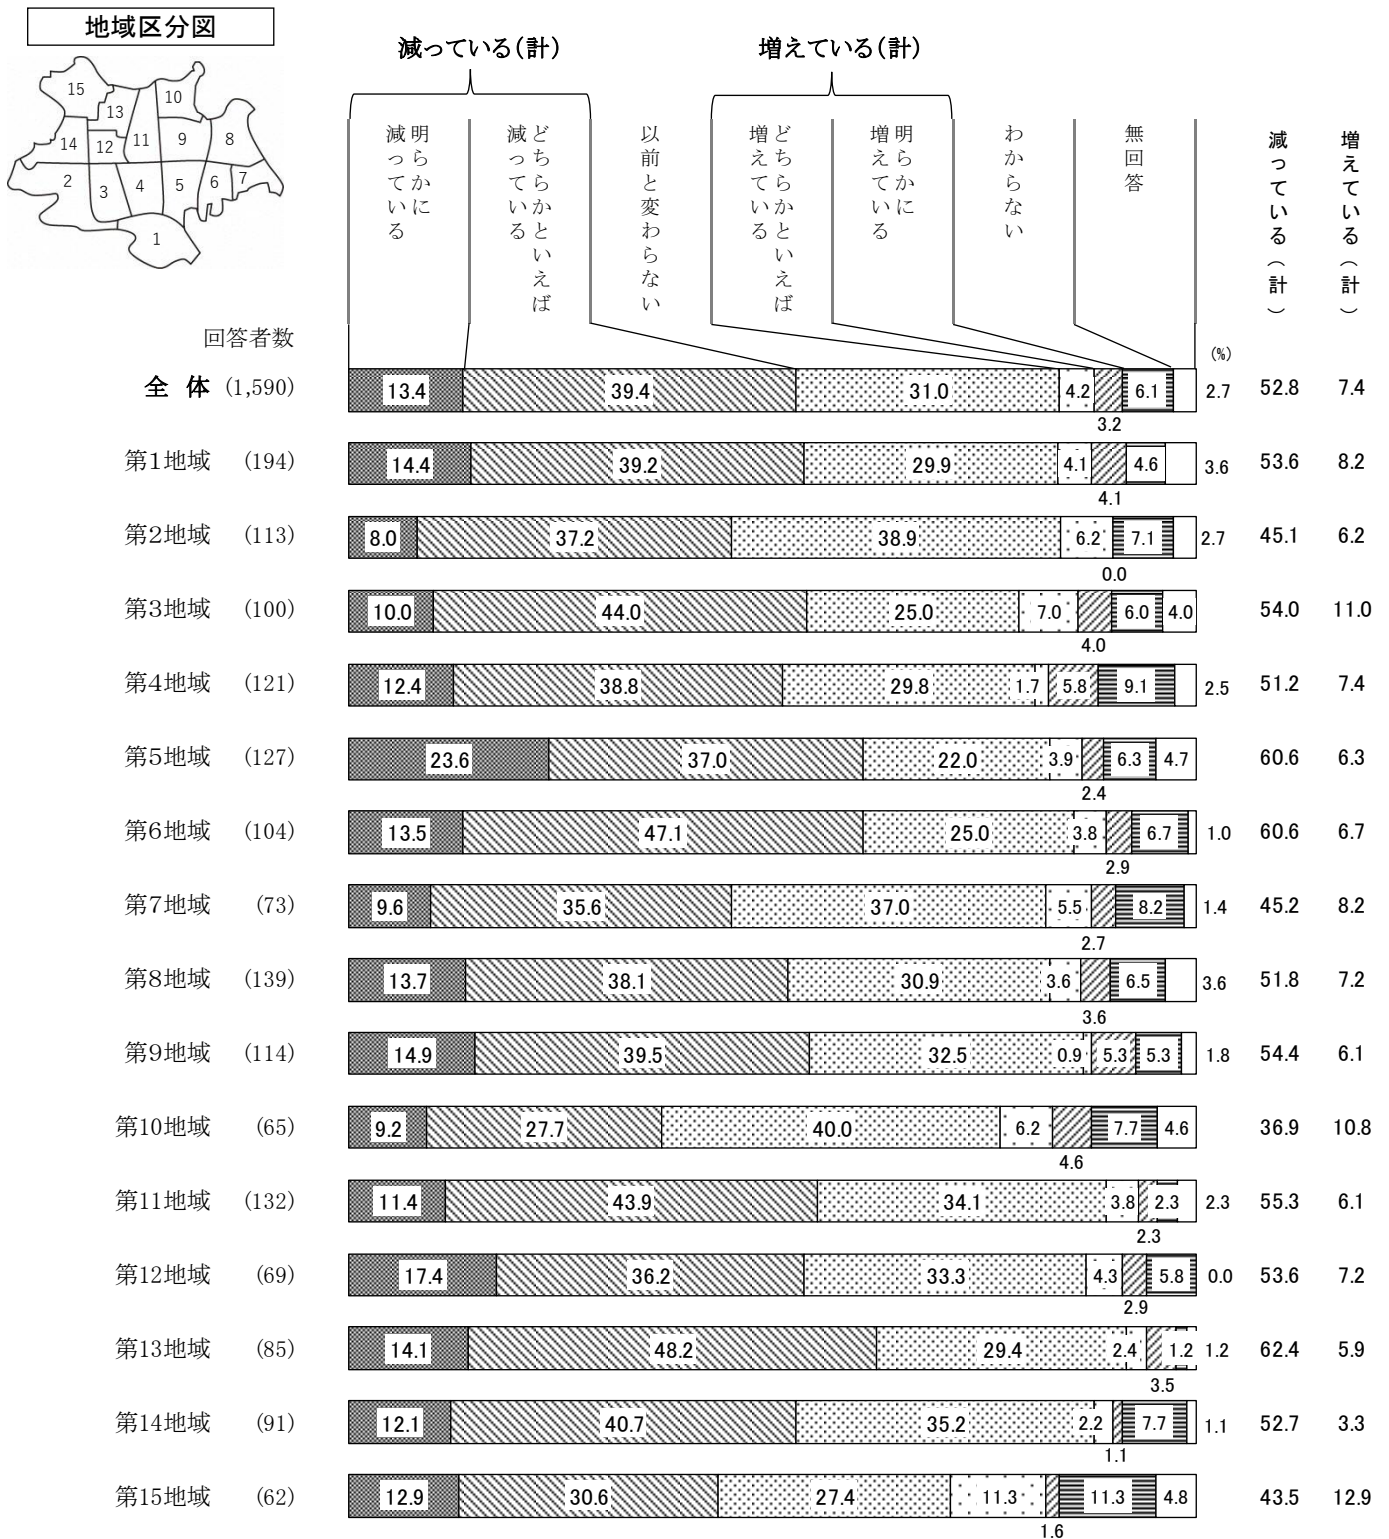 地域区分図
15
10
13
14
12
11
9
8
2
3
4
5
6
7
1
減っている(計)
増えている(計)
明らかに減っている
どちらかといえば減っている
以前と変わらない
どちらかといえば増えている
明らかに増えている
わからない
無回答
減っている(計)
増えている(計)
回答者数
(%)
全 体 (1,590) 13.4 39.4 31.0 4.2 3.2 6.1 2.7 52.8 7.4
第1地域 (194) 14.4 39.2 29.9 4.1 4.1 4.6 3.6 53.6 8.2
第2地域 (113) 8.0 37.2 38.9 6.2 0.0 7.1 2.7 45.1 6.2
第3地域 (100) 10.0 44.0 25.0 7.0 4.0 6.0 4.0 54.0 11.0
第4地域 (121) 12.4 38.8 29.8 1.7 5.8 9.1 2.5 51.2 7.4
第5地域 (127) 23.6 37.0 22.0 3.9 2.4 6.3 4.7 60.6 6.3
第6地域 (104) 13.5 47.1 25.0 3.8 2.9 6.7 1.0 60.6 6.7
第7地域 (73) 9.6 35.6 37.0 5.5 2.7 8.2 1.4 45.2 8.2
第8地域 (139) 13.7 38.1 30.9 3.6 3.6 6.5 3.6 51.8 7.2
第9地域 (114) 14.9 39.5 32.5 0.9 5.3 5.3 1.8 54.4 6.1
第10地域 (65) 9.2 27.7 40.0 6.2 4.6 7.7 4.6 36.9 10.8
第11地域 (132) 11.4 43.9 34.1 3.8 2.3 2.3 2.3 55.3 6.1
第12地域 (69) 17.4 36.2 33.3 4.3 2.9 5.8 0.0 53.6 7.2
第13地域 (85) 14.1 48.2 29.4 2.4 3.5 1.2 1.2 62.4 5.9
第14地域 (91) 12.1 40.7 35.2 2.2 1.1 7.7 1.1 52.7 3.3
第15地域 (62) 12.9 30.6 27.4 11.3 1.6 11.3 4.8 43.5 12.9